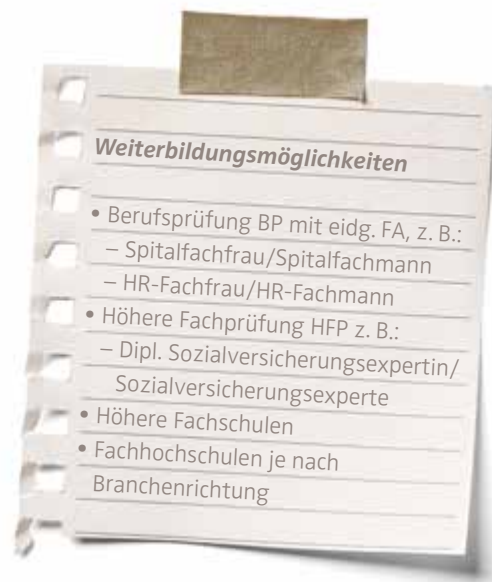 Weiterbildungsmöglichkeiten
• Berufsprüfung BP mit eidg. FA, z. B.:
– Spitalfachfrau/Spitalfachmann
– HR-Fachfrau/HR-Fachmann
• Höhere Fachprüfung HFP z. B.:
– Dipl. Sozialversicherungsexpertin/
Sozialversicherungsexperte
• Höhere Fachschulen
• Fachhochschulen je nach
Branchenrichtung